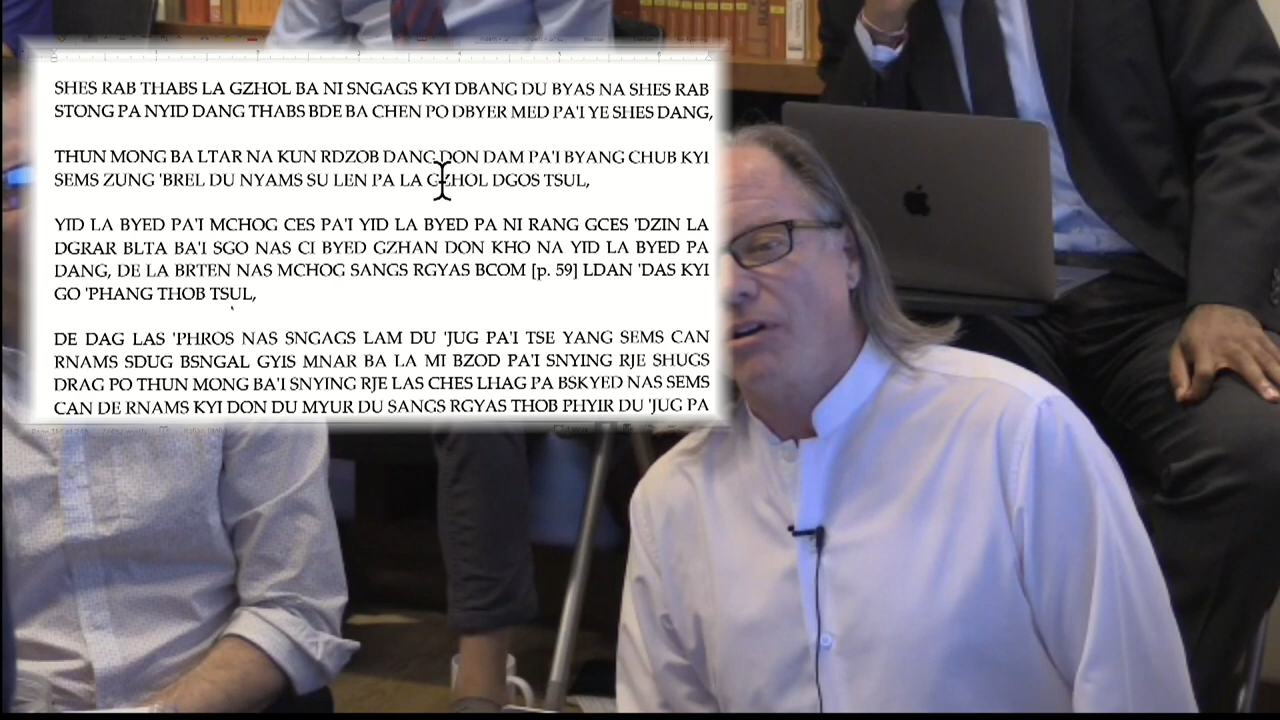 SHES RAB THABS LA GZHOL BA NI SNGAGS KYI DBANG DU BYAS NA SHES RAB
STONG PA NYID DANG THABS BDE BA CHEN PO DBYER MED PA'I YE SHES DANG,
THUN MONG BA LTAR NA KUN RDZOB DANG DON DAM PA'I BYANG CHUB KYI
SEMS ZUNG 'BREL DU NYAMS SU LEN PA LA GZHOL DGOS TSUL,
YID LA BYED PA'I MCHOG CES PA'I YID LA BYED PA NI RANG GCES 'DZIN LA
DGRAR BLTA BA'I SGO NAS CI BYED GZHAN DON KHO NA YID LA BYED PA
DANG, DE LA BRTEN NAS MCHOG SANGS RGYAS BCOM [p. 59] LDAN 'DAS KYI
GO 'PHANG THOB TSUL,
DE DAG LAS 'PHROS NAS SNGAGS LAM DU 'JUG PA'I TSE YANG SEMS CAN
RNAMS SDUG BSNGAL GYIS MNAR BA LA MI BZOD PA'I SNYING RJE SHUGS
DRAG PO THUN MONG BA'I SNYING RJE LAS CHES LHAG PA BSKYED NAS SEMS
CAN DE RNAMS KYI DON DU MYUR DU SANGS RGYAS THOB PHYIR DU 'JUG PA